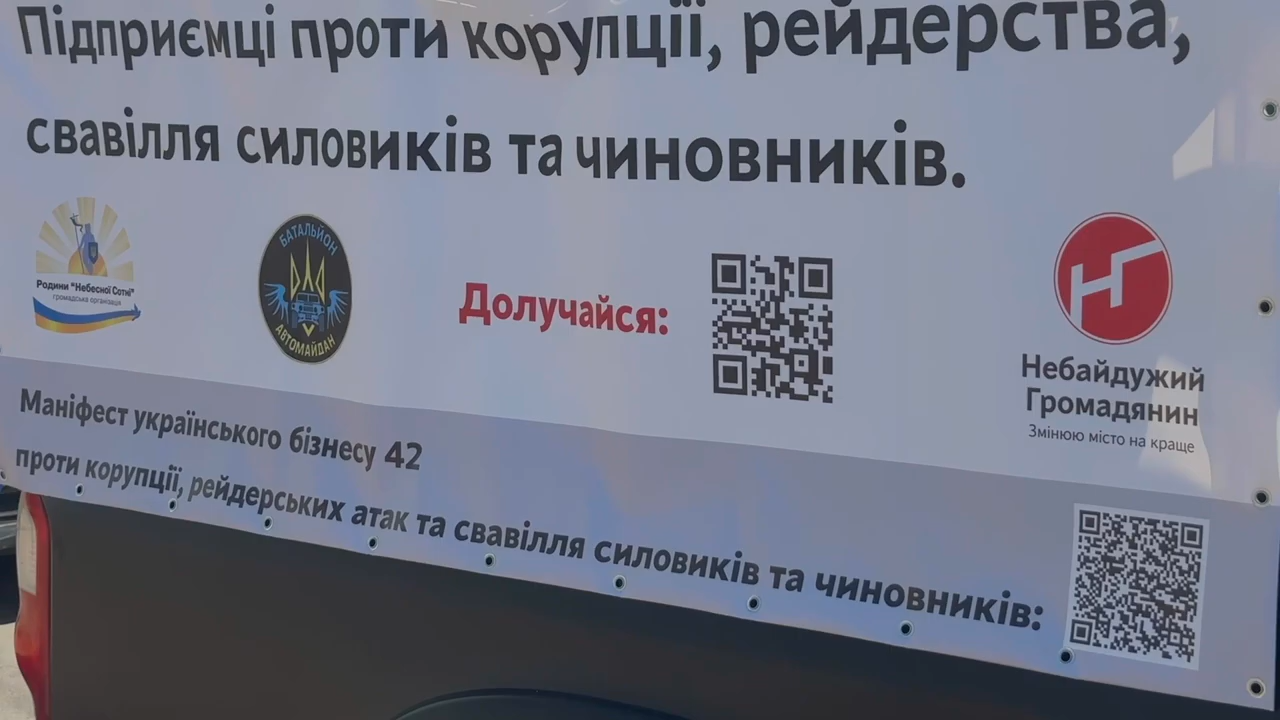 Підприємці проти корупції, рейдерства,
свавілля силовиків та чиновників.
Родини "Небесної Сотні"
громадська організація
БАТАЛЬЙОН
АВТОМАЙДАН
Долучайся:
Небайдужий
Громадянин
Змінюю місто на краще
Маніфест українського бізнесу 42
проти корупції, рейдерських атак та свавілля силовиків та чиновників: